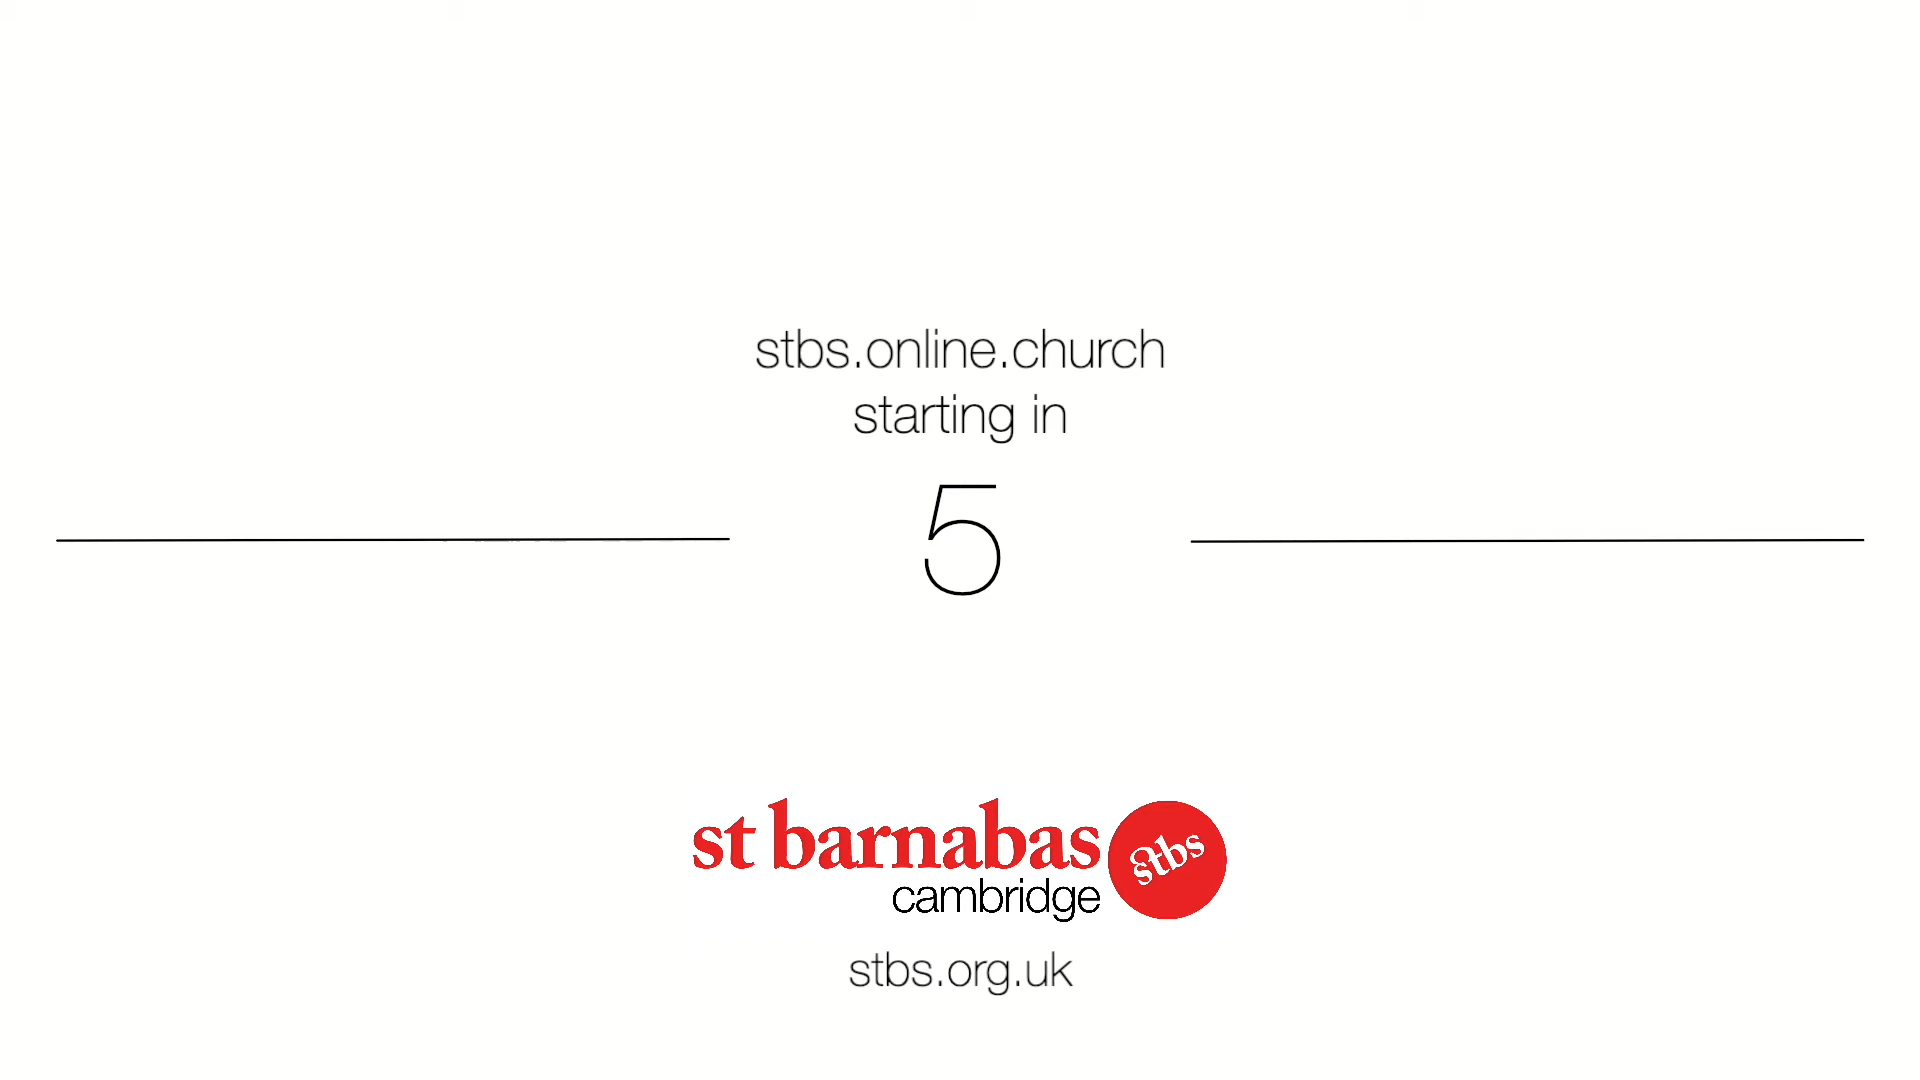 stbs.online.church
starting in
5
st barnabas
cambridge
stbs
stbs.org.uk